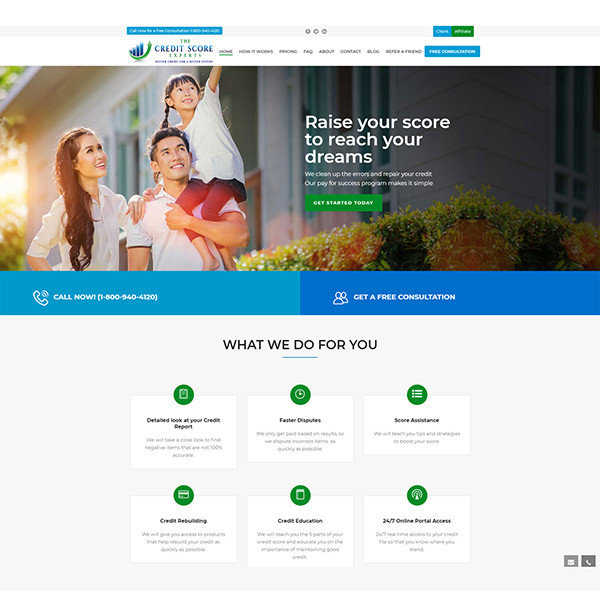 Call now for a Free Consultation 1-800-940-4120
Client Affiliate
THE
CREDIT SCORE
EXPERTS
BETTER CREDIT FOR A BETTER FUTURE
HOME HOW IT WORKS PRICING FAQ ABOUT CONTACT BLOG REFER-A-FRIEND FREE CONSULTATION
Raise your score
to reach your
dreams
We clean up the errors and repair your credit
Our pay for success program makes it simple
GET STARTED TODAY
CALL NOW! (1-800-940-4120)
GET A FREE CONSULTATION
WHAT WE DO FOR YOU
Detailed look at your Credit
Report
We will take a close look to find
negative items that are not 100%
accurate.
Faster Disputes
We only get paid based on results, so
we dispute incorrect items, as
quickly as possible.
Score Assistance
We will teach you tips and strategies
to boost your score.
Credit Rebuilding
We will give you access to products
that help rebuild your credit as
quickly as possible.
Credit Education
We will teach you the 5 parts of your
credit score and educate you on the
importance of maintaining good
credit.
24/7 Online Portal Access
24/7 real time access to your credit
file so that you know where you
stand.